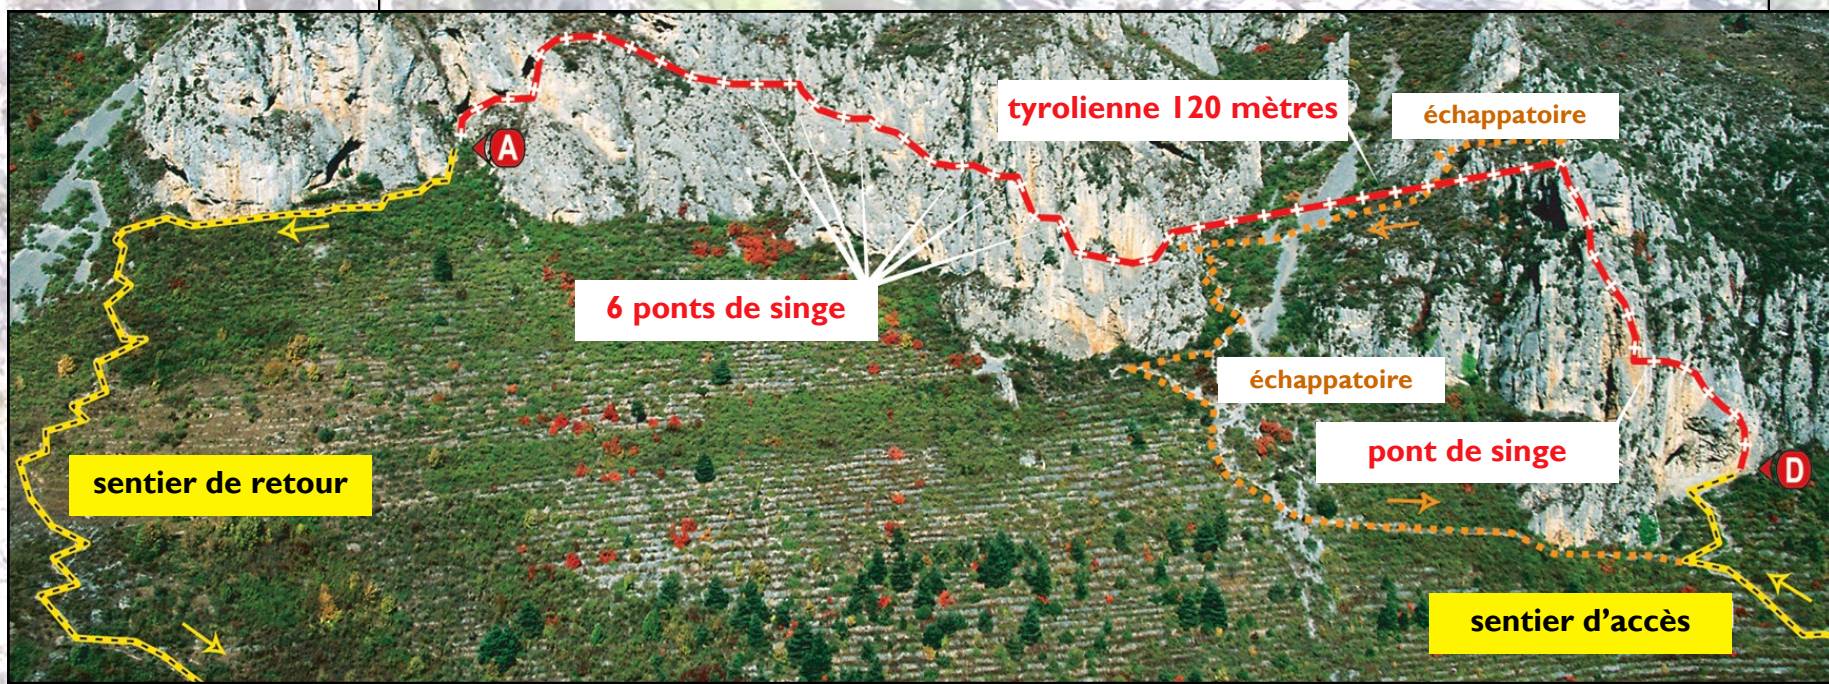 tyrolienne 120 mètres
échappatoire
A
6 ponts de singe
échappatoire
pont de singe
D
sentier de retour
sentier d’accès